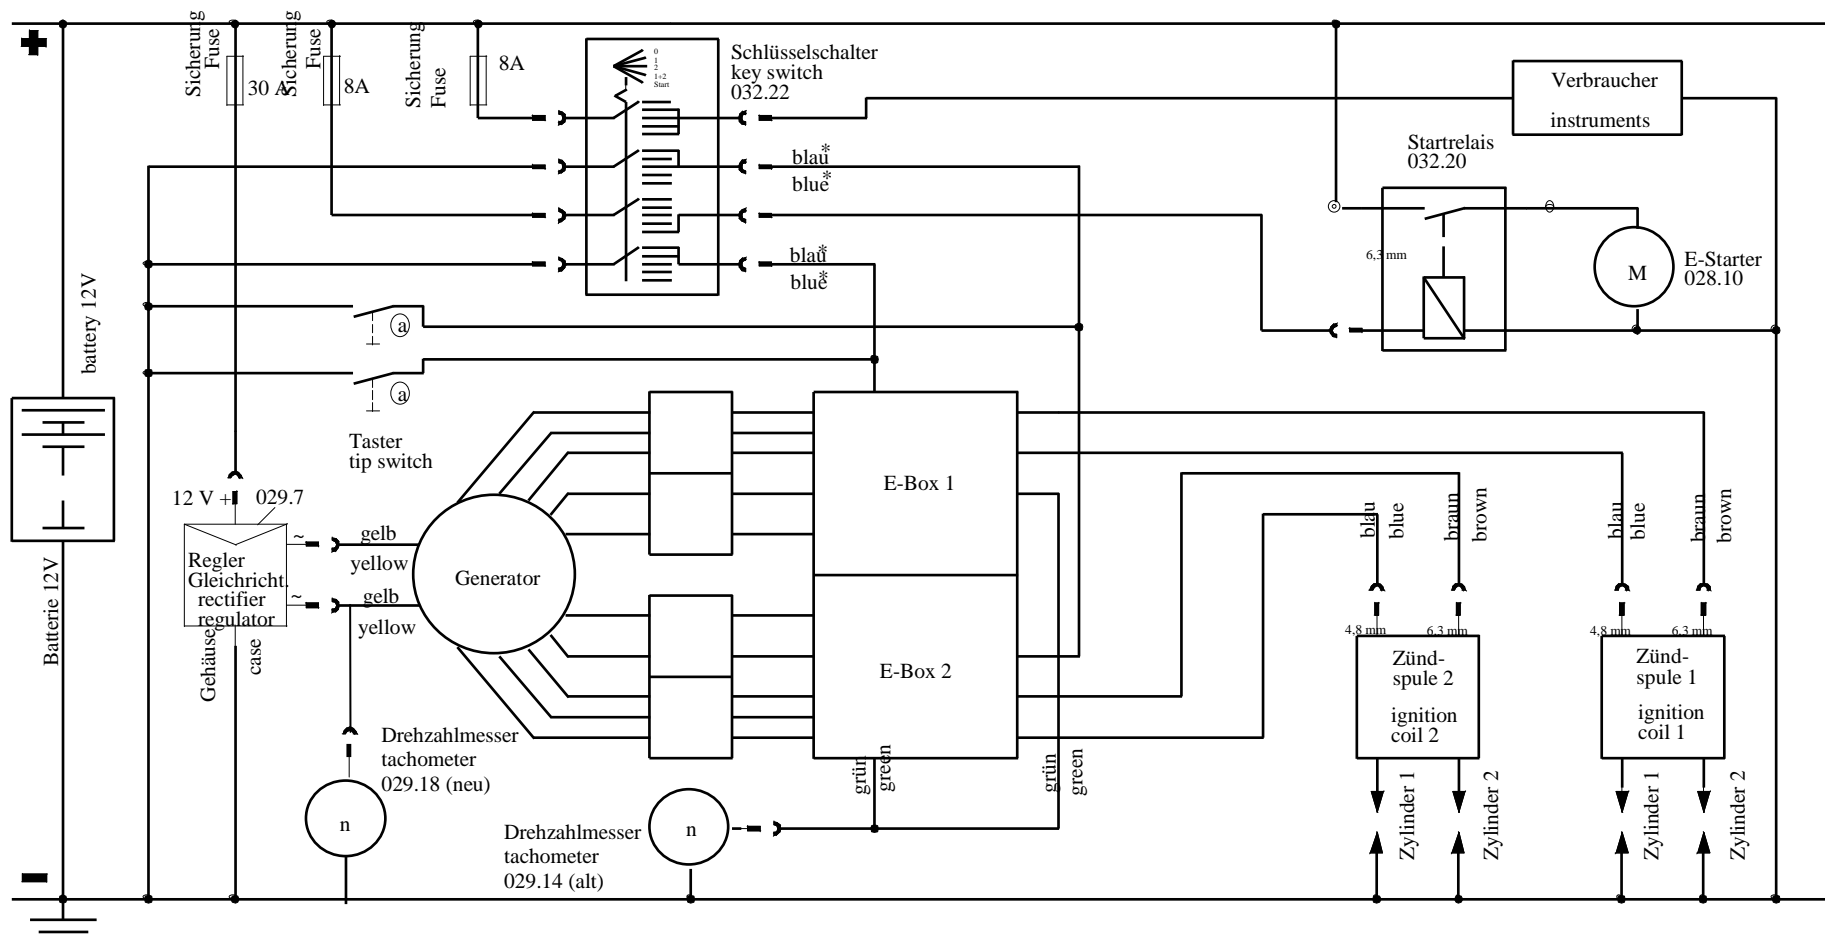 Sicherung
Fuse
30 A
Sicherung
Fuse
8A
Sicherung
Fuse
8A
0
1
2
1+2
Start
Schlüsselschalter
key switch
032.22
Verbraucher
instruments
Startrelais
032.20
blau*
blue*
blau*
blue*
6,3 mm
M
E-Starter
028.10
battery 12V
Batterie 12V
a
a
Taster
tip switch
12 V +
029.7
~
~
Regler
Gleichricht.
rectifier
regulator
Gehäuse
case
gelb
yellow
gelb
yellow
Generator
E-Box 1
E-Box 2
blau
blue
braun
brown
blau
blue
braun
brown
4,8 mm
6,3 mm
4,8 mm
6,3 mm
Zünd-
spule 2
ignition
coil 2
Zünd-
spule 1
ignition
coil 1
Zylinder 1
Zylinder 2
Zylinder 1
Zylinder 2
grün
green
grün
green
Drehzahlmesser
tachometer
029.18 (neu)
n
Drehzahlmesser
tachometer
029.14 (alt)
n